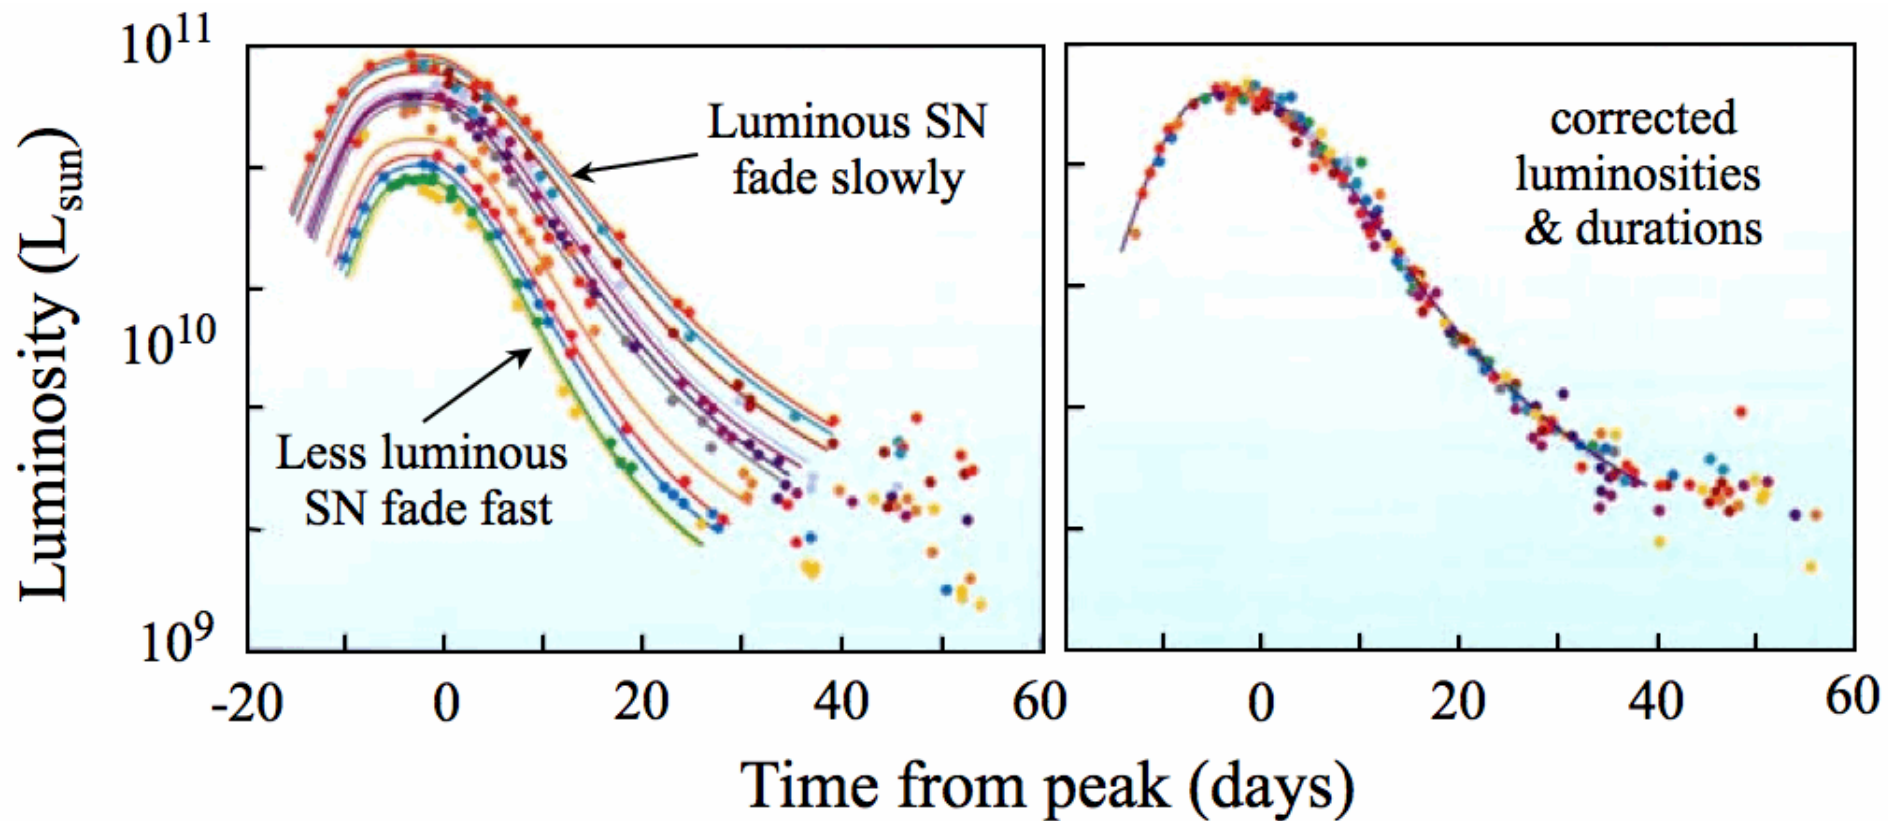 10¹¹
10¹⁰
10⁹
Luminosity (Lsun)
Luminous SN
fade slowly
Less luminous
SN fade fast
corrected
luminosities
& durations
-20 0 20 40 60
0 20 40 60
Time from peak (days)